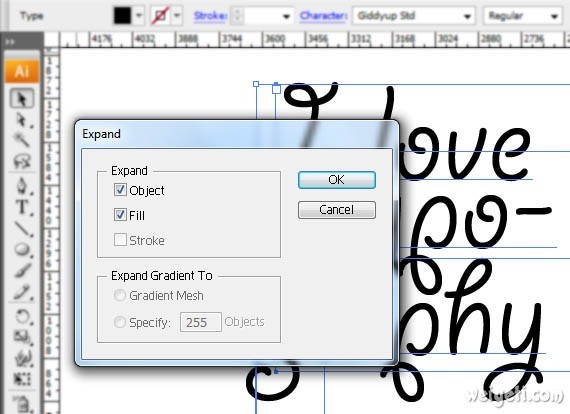 Type Stroke: Character: Giddyup Std Regular
4176 4032 3888 3744 3600 3456 3312 3168 3024 2880
Ai
Expand
Expand
Object
Fill
Stroke
Expand Gradient To
Gradient Mesh
Specify: 255 Objects
OK
Cancel
I love
po-
phy
weigeti.com